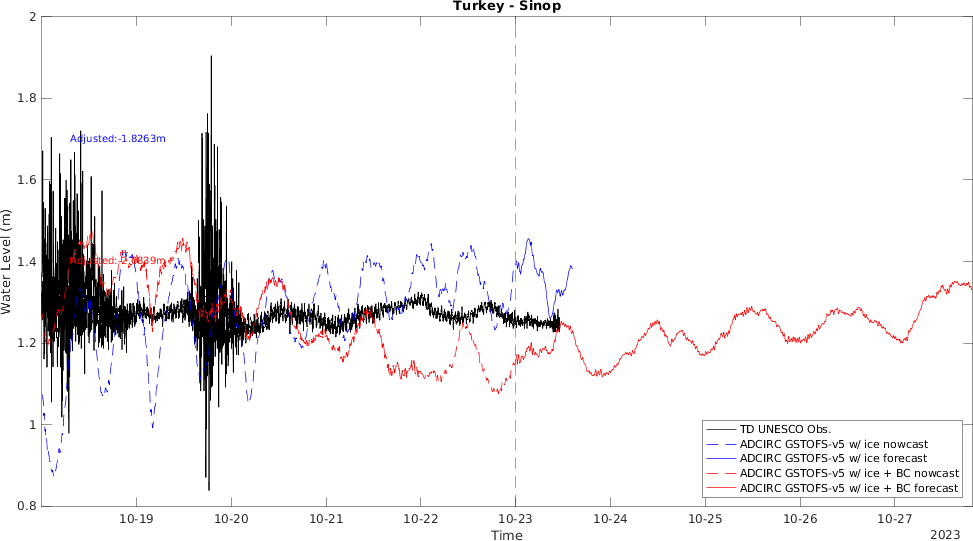 Turkey - Sinop
2
1.8
1.6
1.4
1.2
1
0.8
Water Level (m)
Adjusted:-1.8263m
TD UNESCO Obs.
ADCIRC GSTOFS-v5 w/ ice nowcast
ADCIRC GSTOFS-v5 w/ ice forecast
ADCIRC GSTOFS-v5 w/ ice + BC nowcast
ADCIRC GSTOFS-v5 w/ ice + BC forecast
10-19
10-20
10-21
10-22
10-23
10-24
10-25
10-26
10-27
Time
2023